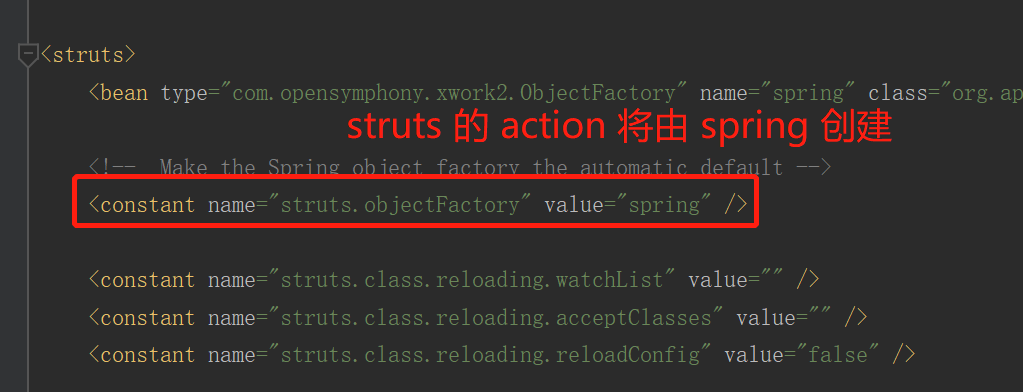 <struts>
<bean type="com.opensymphony.xwork2.ObjectFactory" name="spring" class="org.ap
struts 的 action 将由 spring 创建
<!-- Make the Spring object factory the automatic default -->
<constant name="struts.objectFactory" value="spring" />
<constant name="struts.class.reloading.watchList" value="" />
<constant name="struts.class.reloading.acceptClasses" value="" />
<constant name="struts.class.reloading.reloadConfig" value="false" />